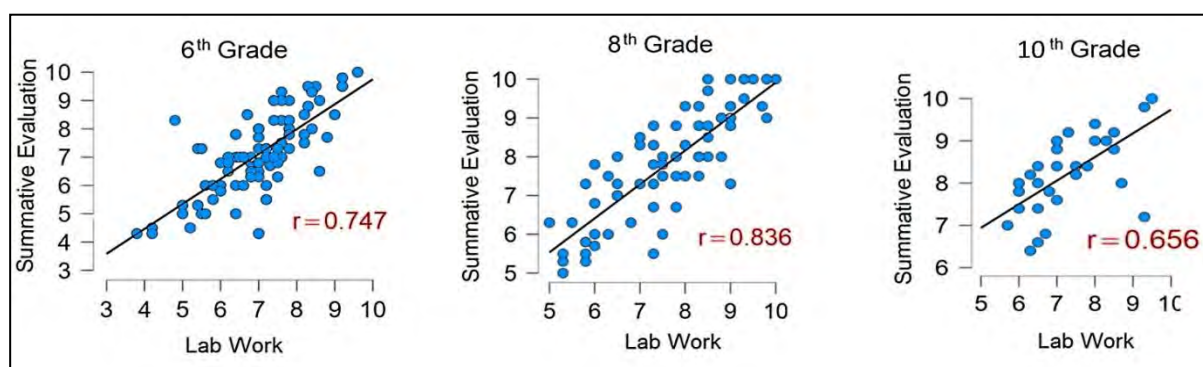 6th Grade
Summative Evaluation
10
9
8
7
6
5
4
3
r=0.747
3 4 5 6 7 8 9 10
Lab Work
8th Grade
Summative Evaluation
10
9
8
7
6
5
r=0.836
5 6 7 8 9 10
Lab Work
10th Grade
Summative Evaluation
10
9
8
7
6
r=0.656
5 6 7 8 9 10
Lab Work